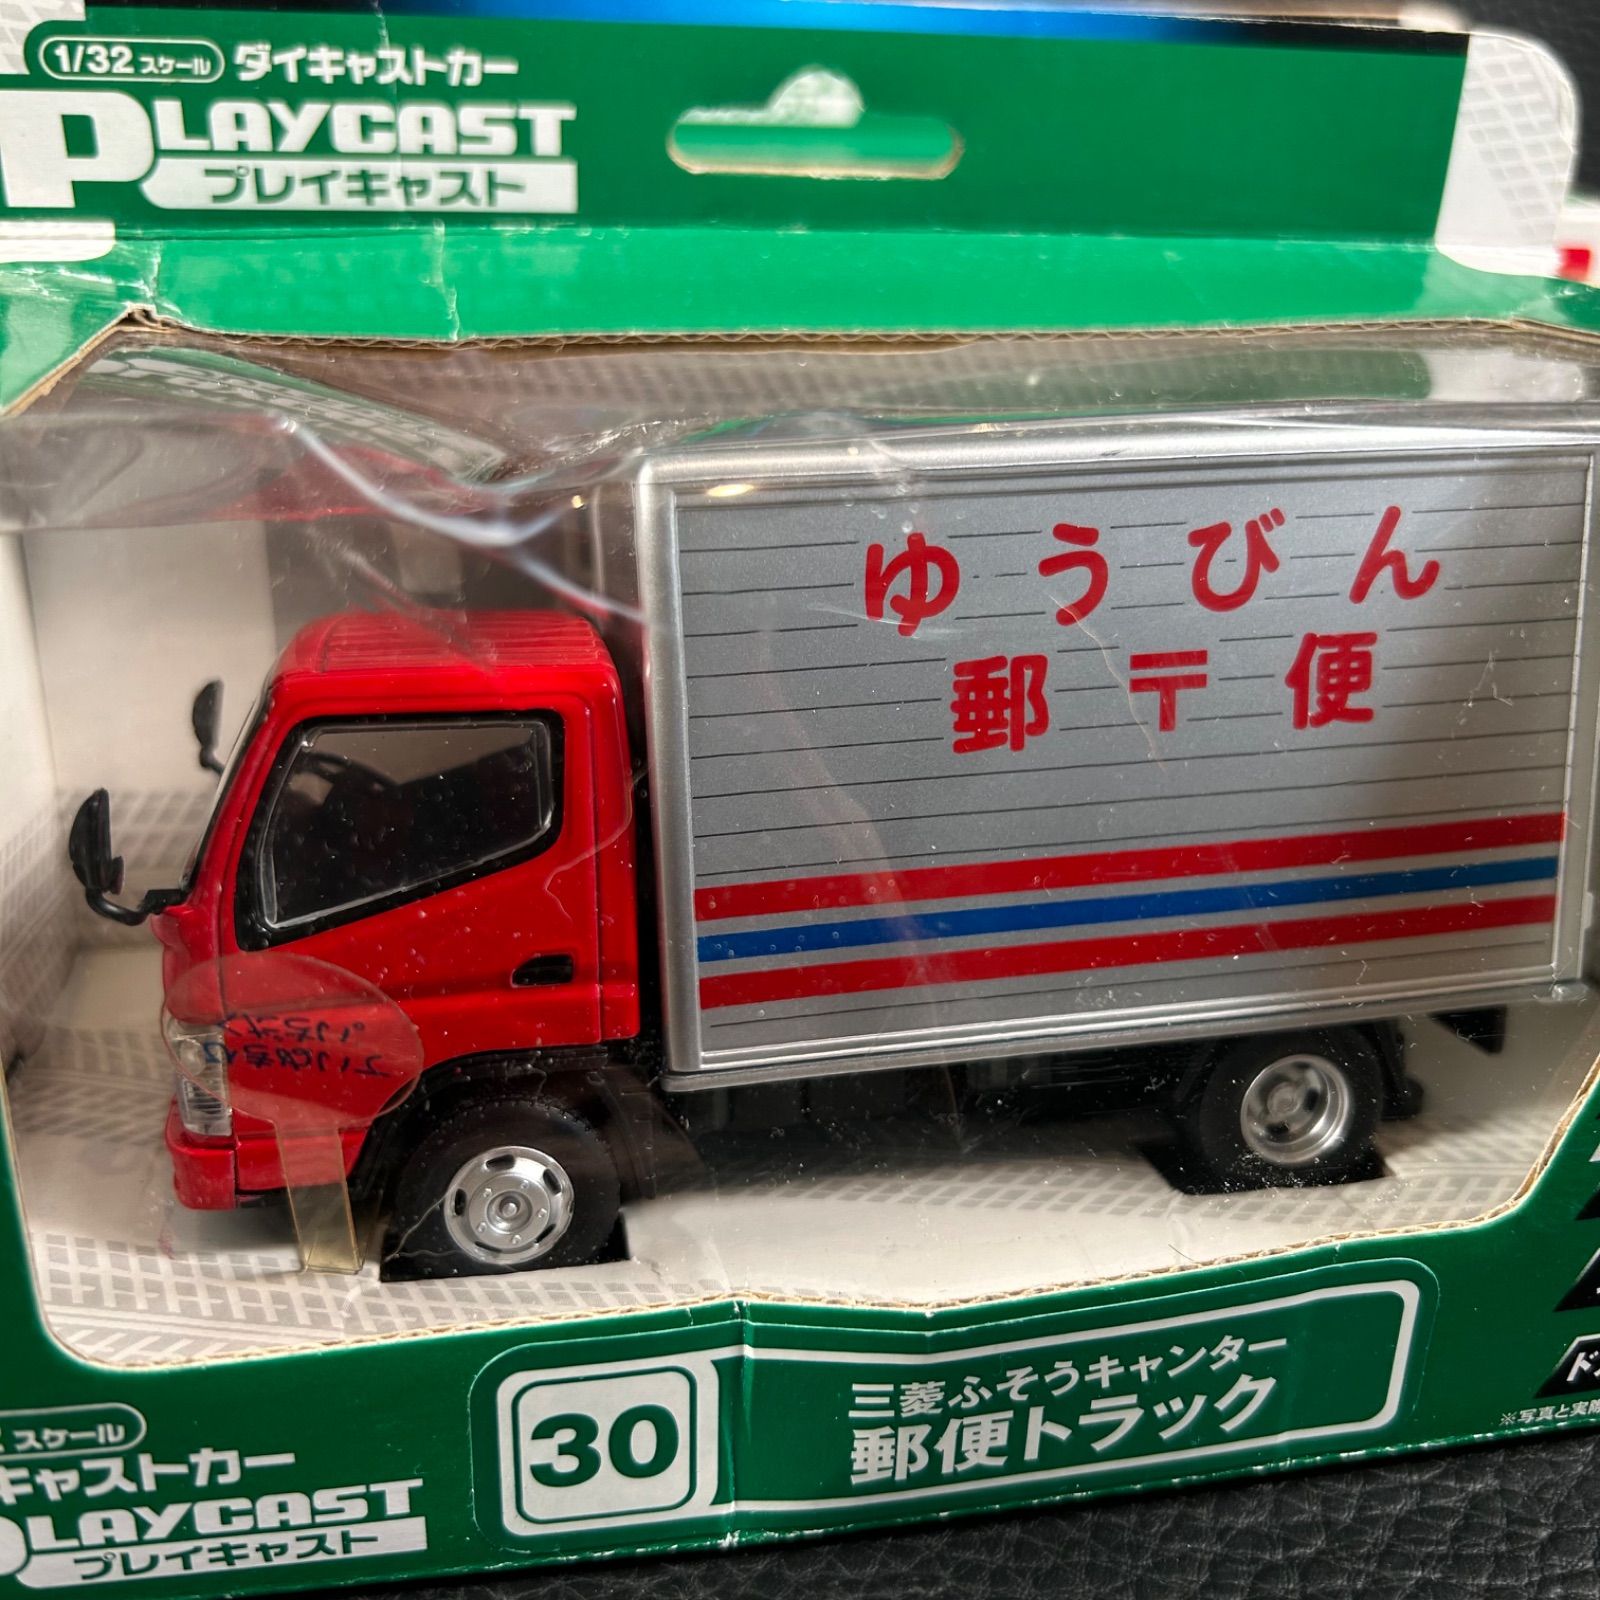 1/32 スケール ダイキャストカー
PLAYCAST
プレイキャスト
ゆうびん
郵〒便
30
三菱ふそうキャンター
郵便トラック
スケール
キャストカー
PLAYCAST
プレイキャスト
※写真と実際